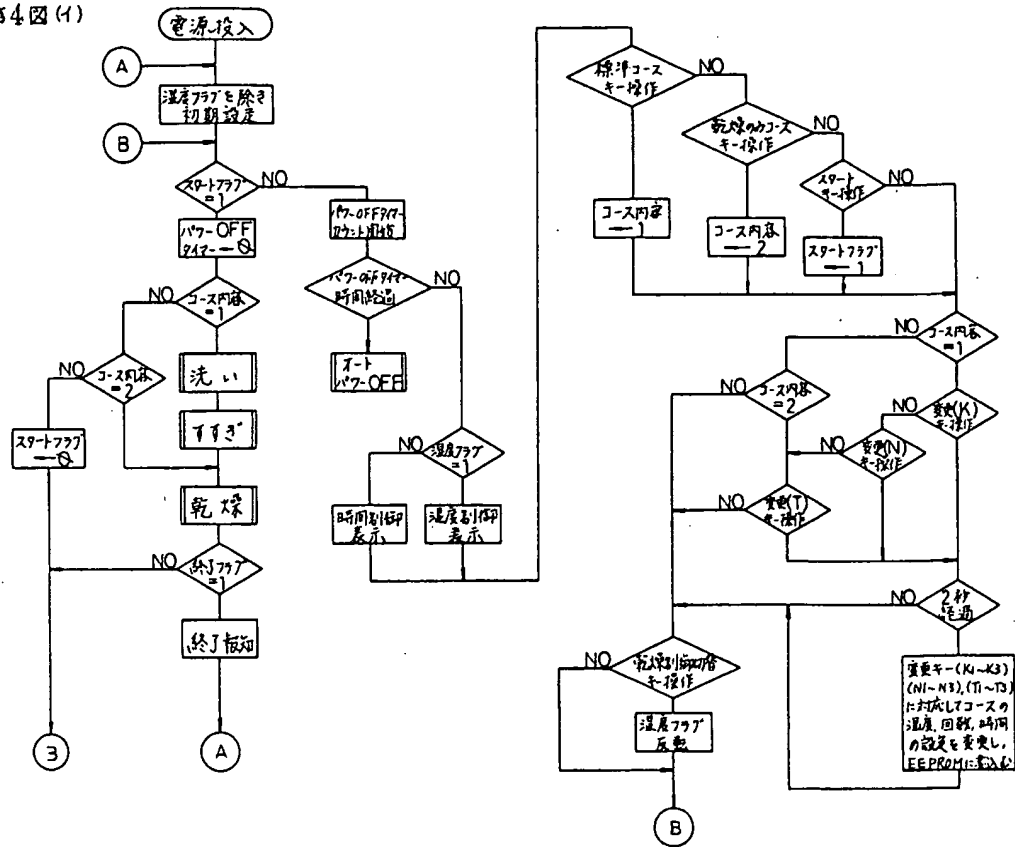 第4図(イ)
電源投入
A
湿度フラグを除き
初期設定
B
スタートフラグ
=1
NO
パワーOFF
タイマー←0
コース内容
=1
NO
コース内容
=2
NO
洗い
すすぎ
スタートフラグ
←0
乾燥
終了フラグ
=1
NO
終了報知
3
A
パワーOFFタイマー
カウント開始
パワーOFFタイマー
時間経過
NO
オート
パワーOFF
湿度フラグ
=1
NO
時間制御
表示
湿度制御
表示
標準コース
キー操作
NO
乾燥のみコース
キー操作
NO
スタート
キー操作
NO
コース内容
←1
コース内容
←2
スタートフラグ
←1
コース内容
=1
NO
コース内容
=2
NO
変更(K)
キー操作
NO
変更(N)
キー操作
NO
変更(T)
キー操作
NO
2秒
経過
NO
変更キー(K1~K3)
(N1~N3),(T1~T3)
に対応してコースの
温度,回数,時間
の設定を変更し,
EEPROMに書込む
乾燥制御切替
キー操作
NO
湿度フラグ
反転
B